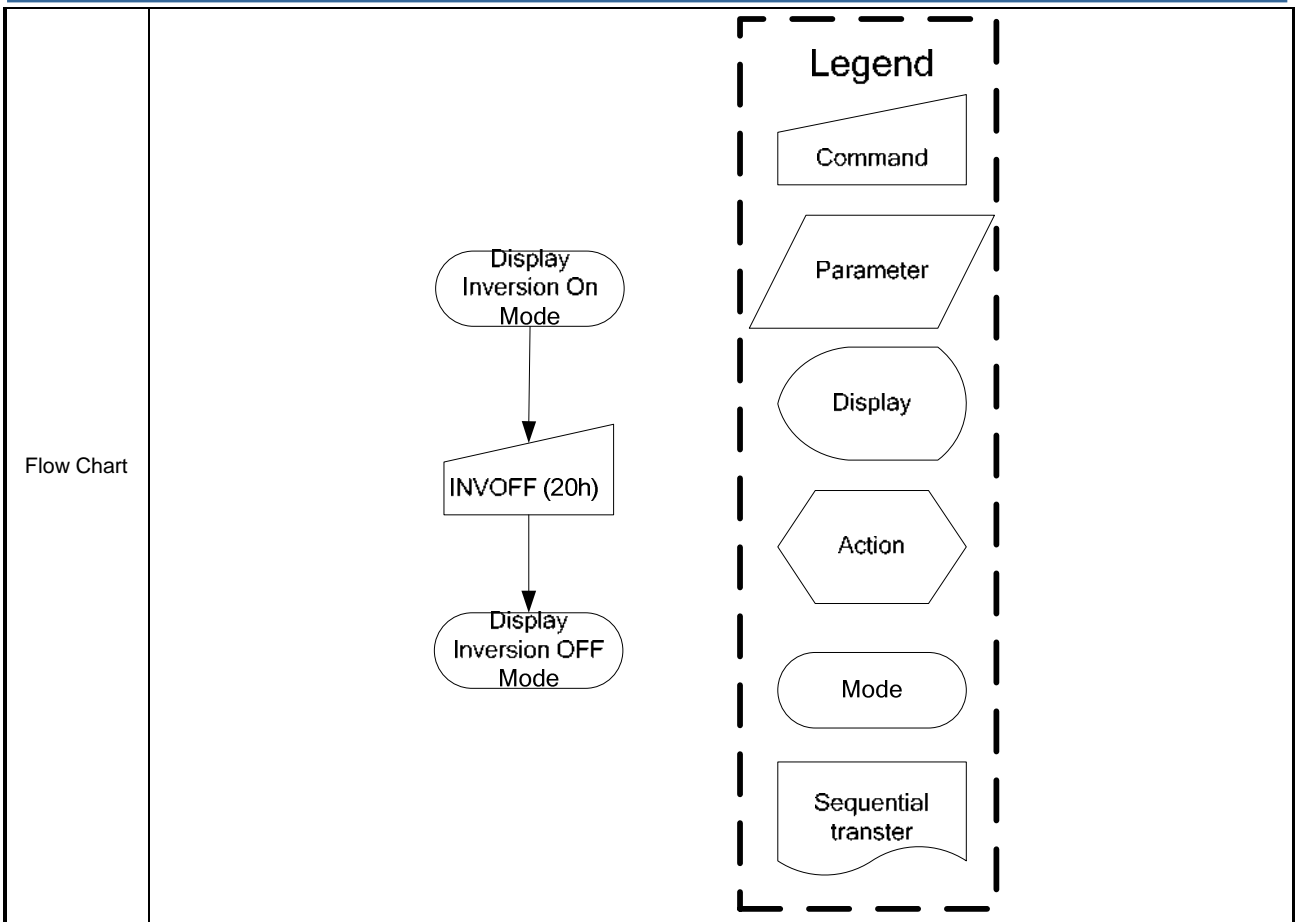 Flow Chart
Display
Inversion On
Mode
INVOFF (20h)
Display
Inversion OFF
Mode
Legend
Command
Parameter
Display
Action
Mode
Sequential
transter